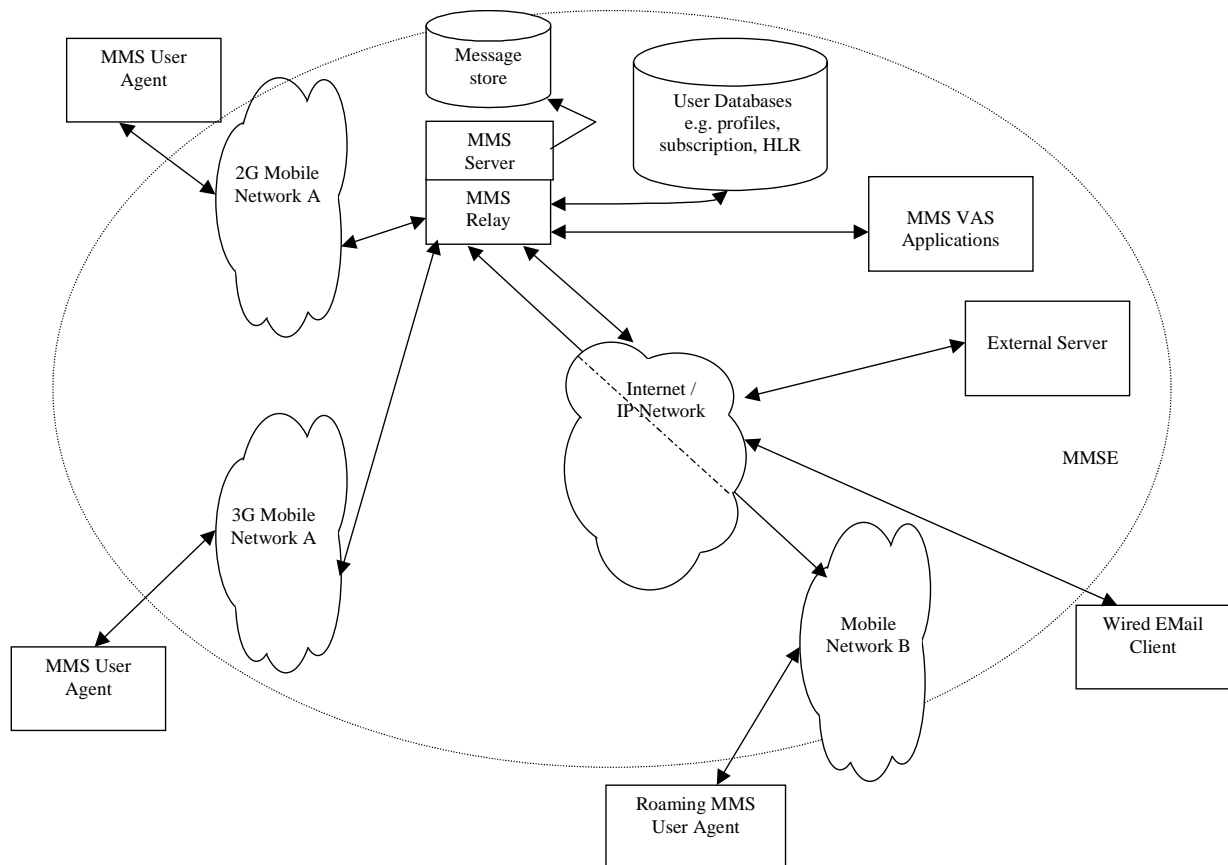 MMS User
Agent
Message
store
User Databases
e.g. profiles,
subscription, HLR
MMS
Server
2G Mobile
Network A
MMS
Relay
MMS VAS
Applications
External Server
Internet /
IP Network
MMSE
3G Mobile
Network A
Mobile
Network B
Wired EMail
Client
MMS User
Agent
Roaming MMS
User Agent